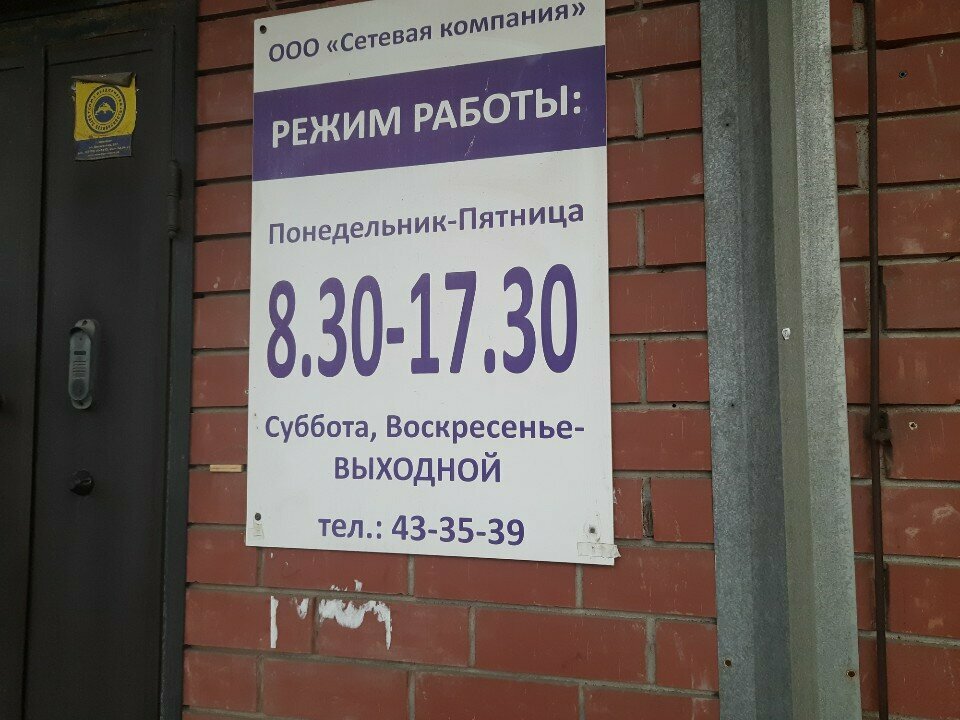 ООО «Сетевая компания»
РЕЖИМ РАБОТЫ:
Понедельник-Пятница
8.30-17.30
Суббота, Воскресенье-
ВЫХОДНОЙ
тел.: 43-35-39